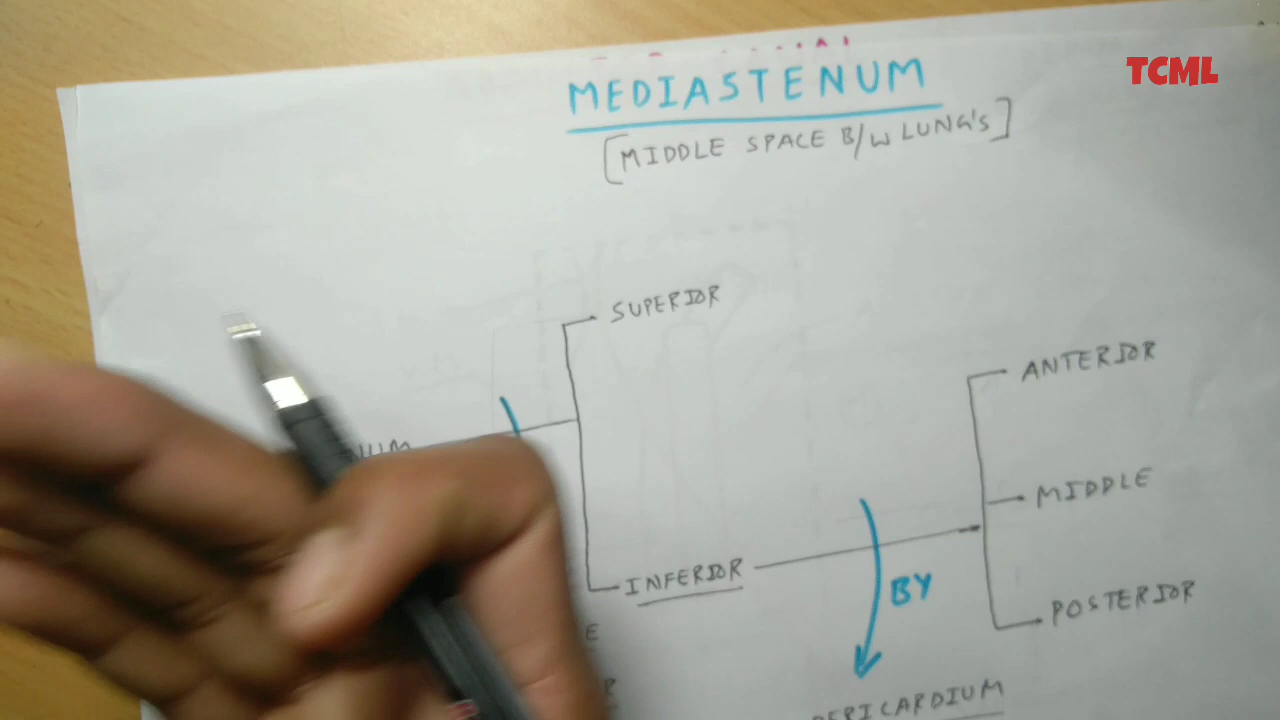 TCML
MEDIASTENUM
[MIDDLE SPACE B/W LUNG'S]
SUPERIOR
ANTERIOR
MIDDLE
INFERIOR
BY
POSTERIOR
PERICARDIUM